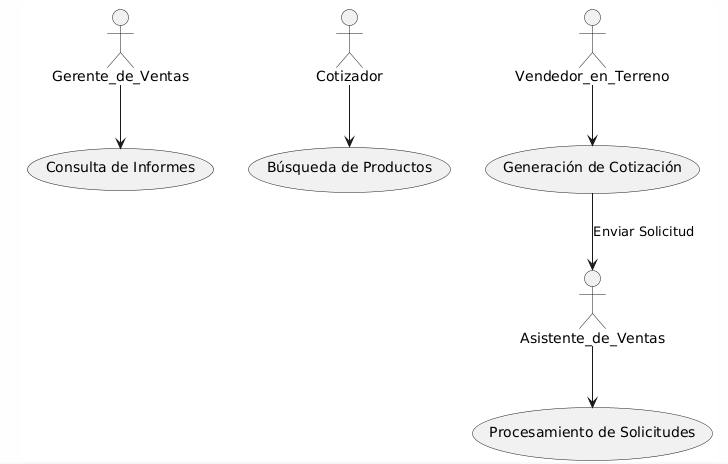 Gerente_de_Ventas
Cotizador
Vendedor_en_Terreno
Consulta de Informes
Búsqueda de Productos
Generación de Cotización
Enviar Solicitud
Asistente_de_Ventas
Procesamiento de Solicitudes